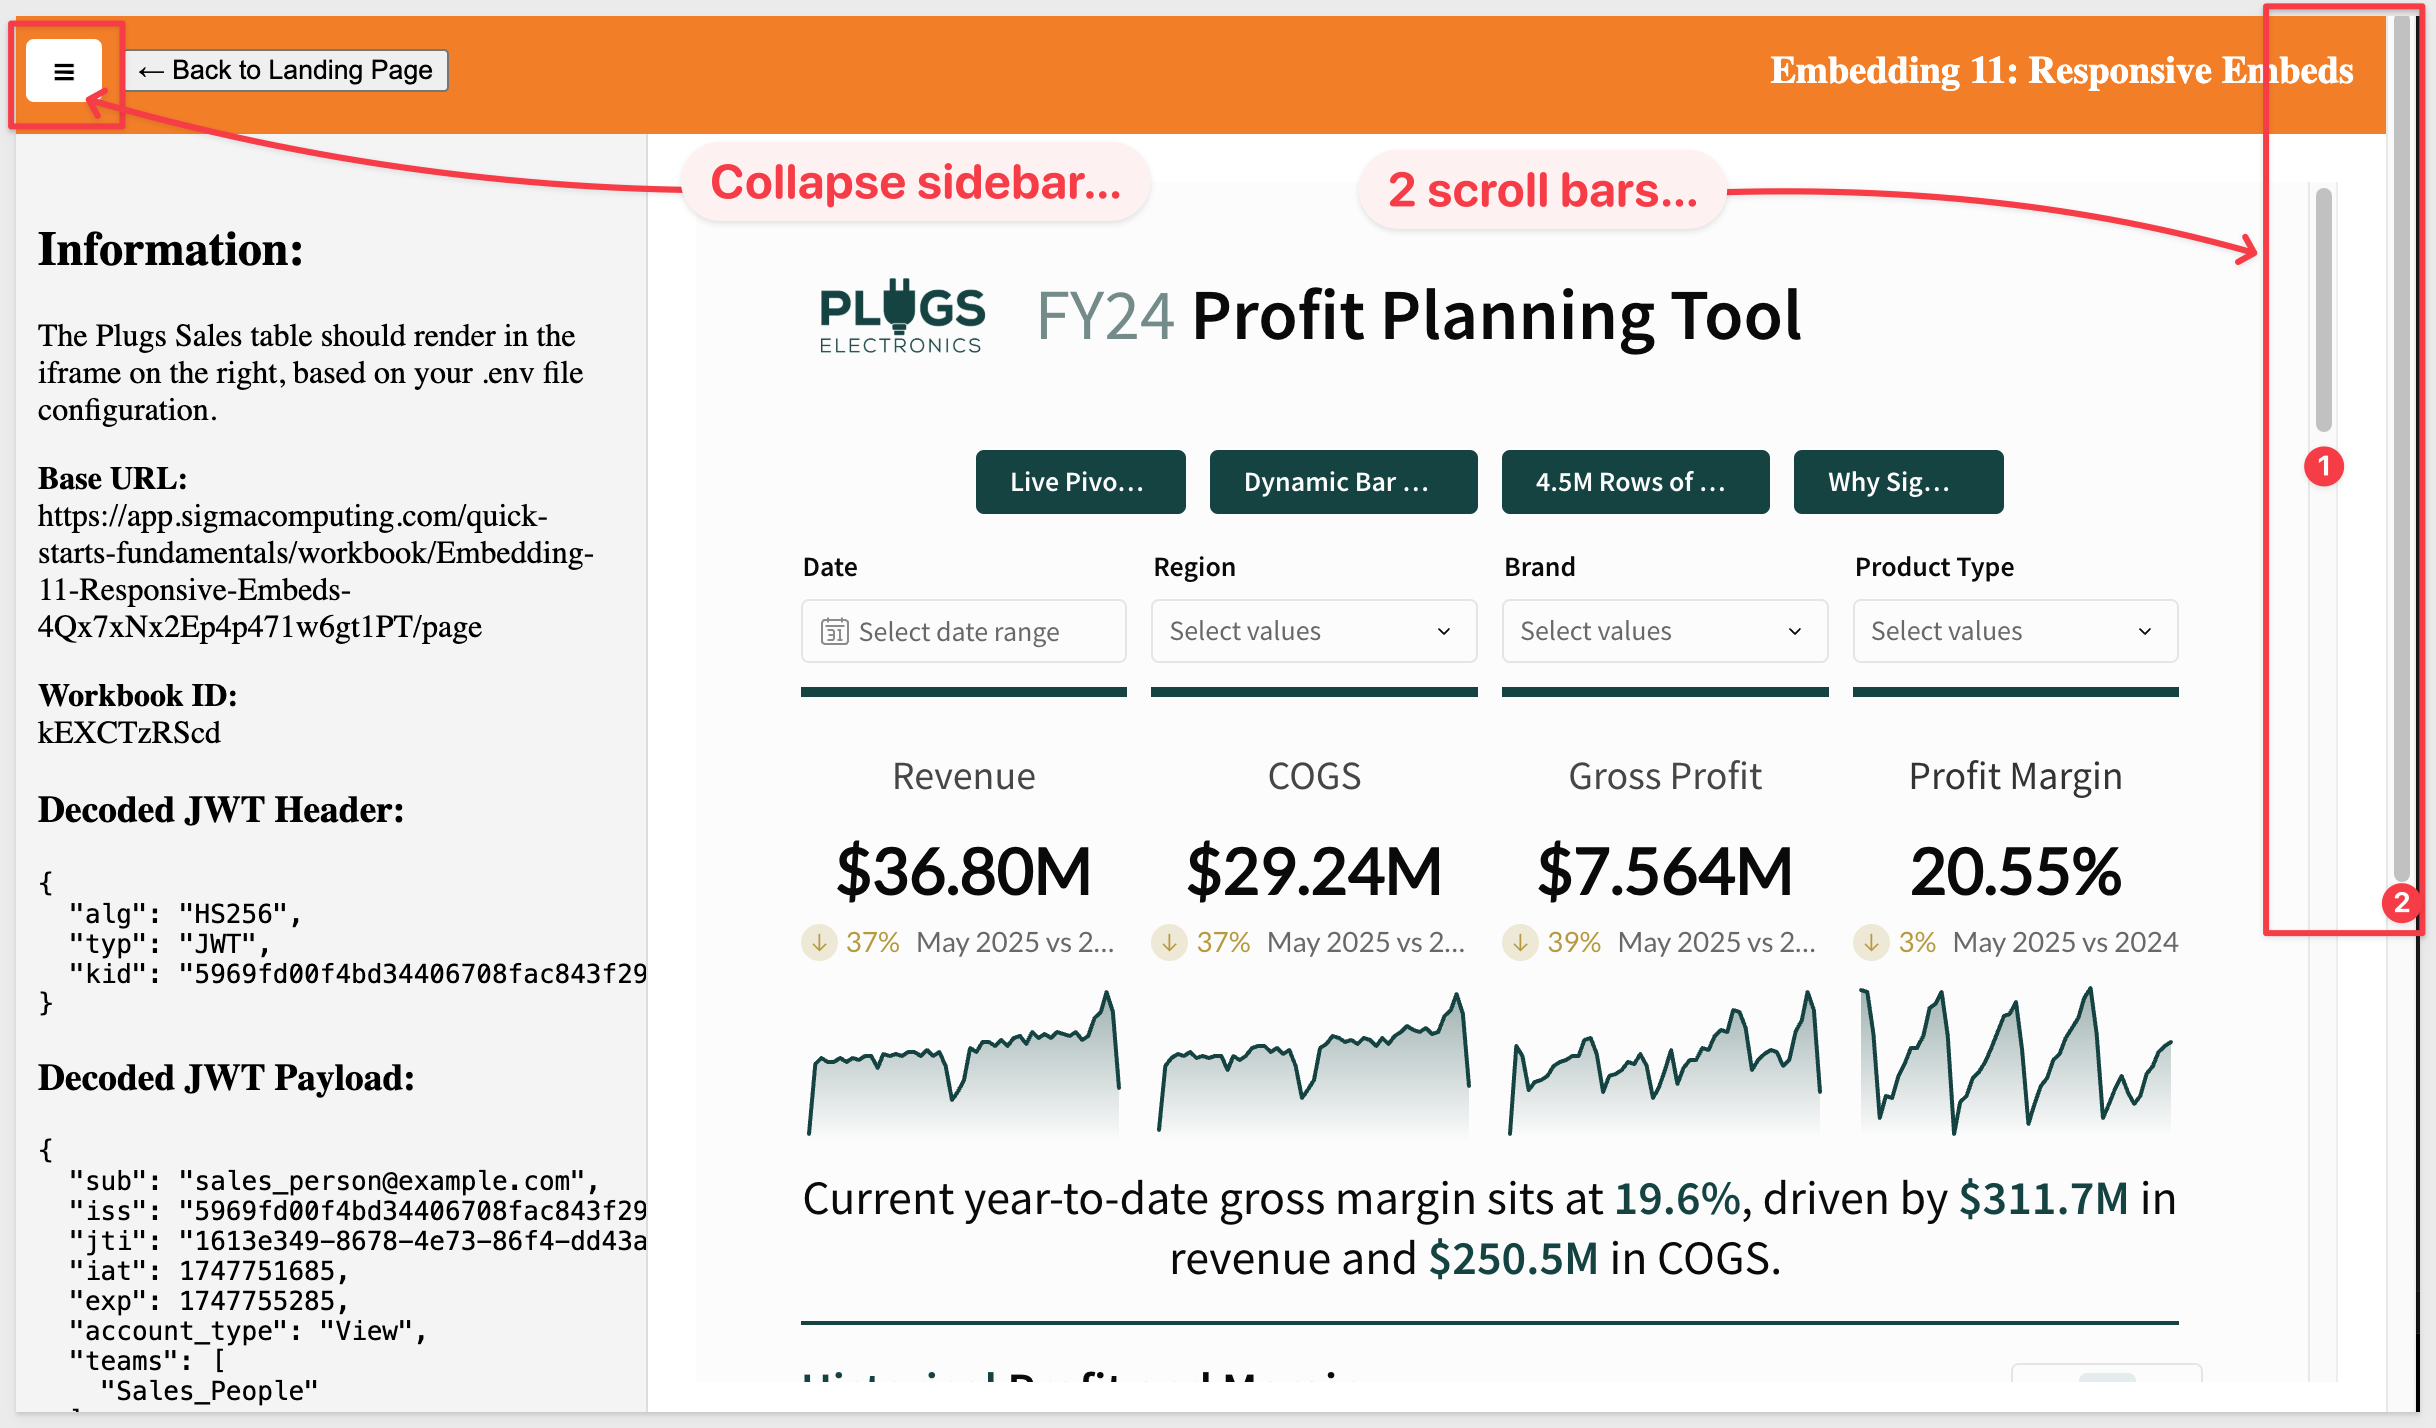 ← Back to Landing Page
Embedding 11: Responsive Embeds
Collapse sidebar...
2 scroll bars...
Information:
The Plugs Sales table should render in the
iframe on the right, based on your .env file
configuration.
Base URL:
https://app.sigmacomputing.com/quick-
starts-fundamentals/workbook/Embedding-
11-Responsive-Embeds-
4Qx7xNx2Ep4p471w6gt1PT/page
Workbook ID:
kEXCTzRScd
Decoded JWT Header:
{
"alg": "HS256",
"typ": "JWT",
"kid": "5969fd00f4bd34406708fac843f29
}
Decoded JWT Payload:
{
"sub": "sales_person@example.com",
"iss": "5969fd00f4bd34406708fac843f29
"jti": "1613e349-8678-4e73-86f4-dd43a
"iat": 1747751685,
"exp": 1747755285,
"account_type": "View",
"teams": [
"Sales_People"
PLUGS
ELECTRONICS
FY24 Profit Planning Tool
Live Pivo...
Dynamic Bar ...
4.5M Rows of ...
Why Sig...
Date
Region
Brand
Product Type
31
Select date range
Select values
Select values
Select values
Revenue
COGS
Gross Profit
Profit Margin
$36.80M
$29.24M
$7.564M
20.55%
↓ 37% May 2025 vs 2...
↓ 37% May 2025 vs 2...
↓ 39% May 2025 vs 2...
↓ 3% May 2025 vs 2024
Current year-to-date gross margin sits at 19.6%, driven by $311.7M in
revenue and $250.5M in COGS.
Historical Profit and Margin
1
2